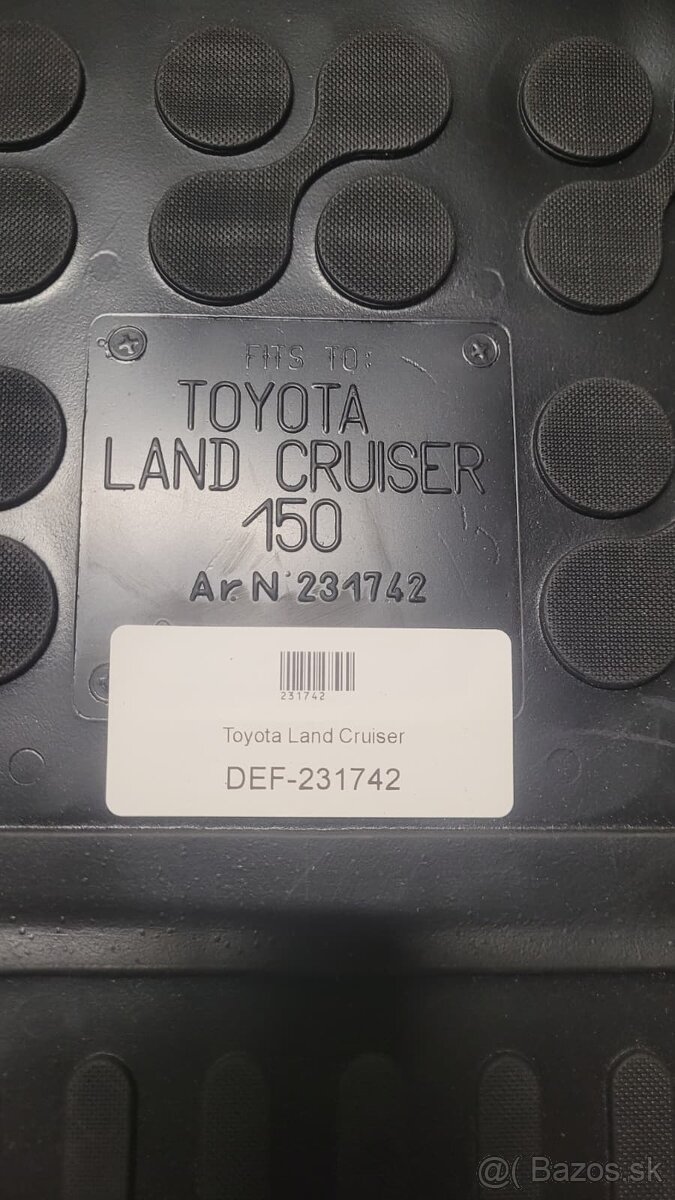 FITS TO:
TOYOTA
LAND CRUISER
150
Ar.N 231742
231742
Toyota Land Cruiser
DEF-231742
@( Bazos.sk